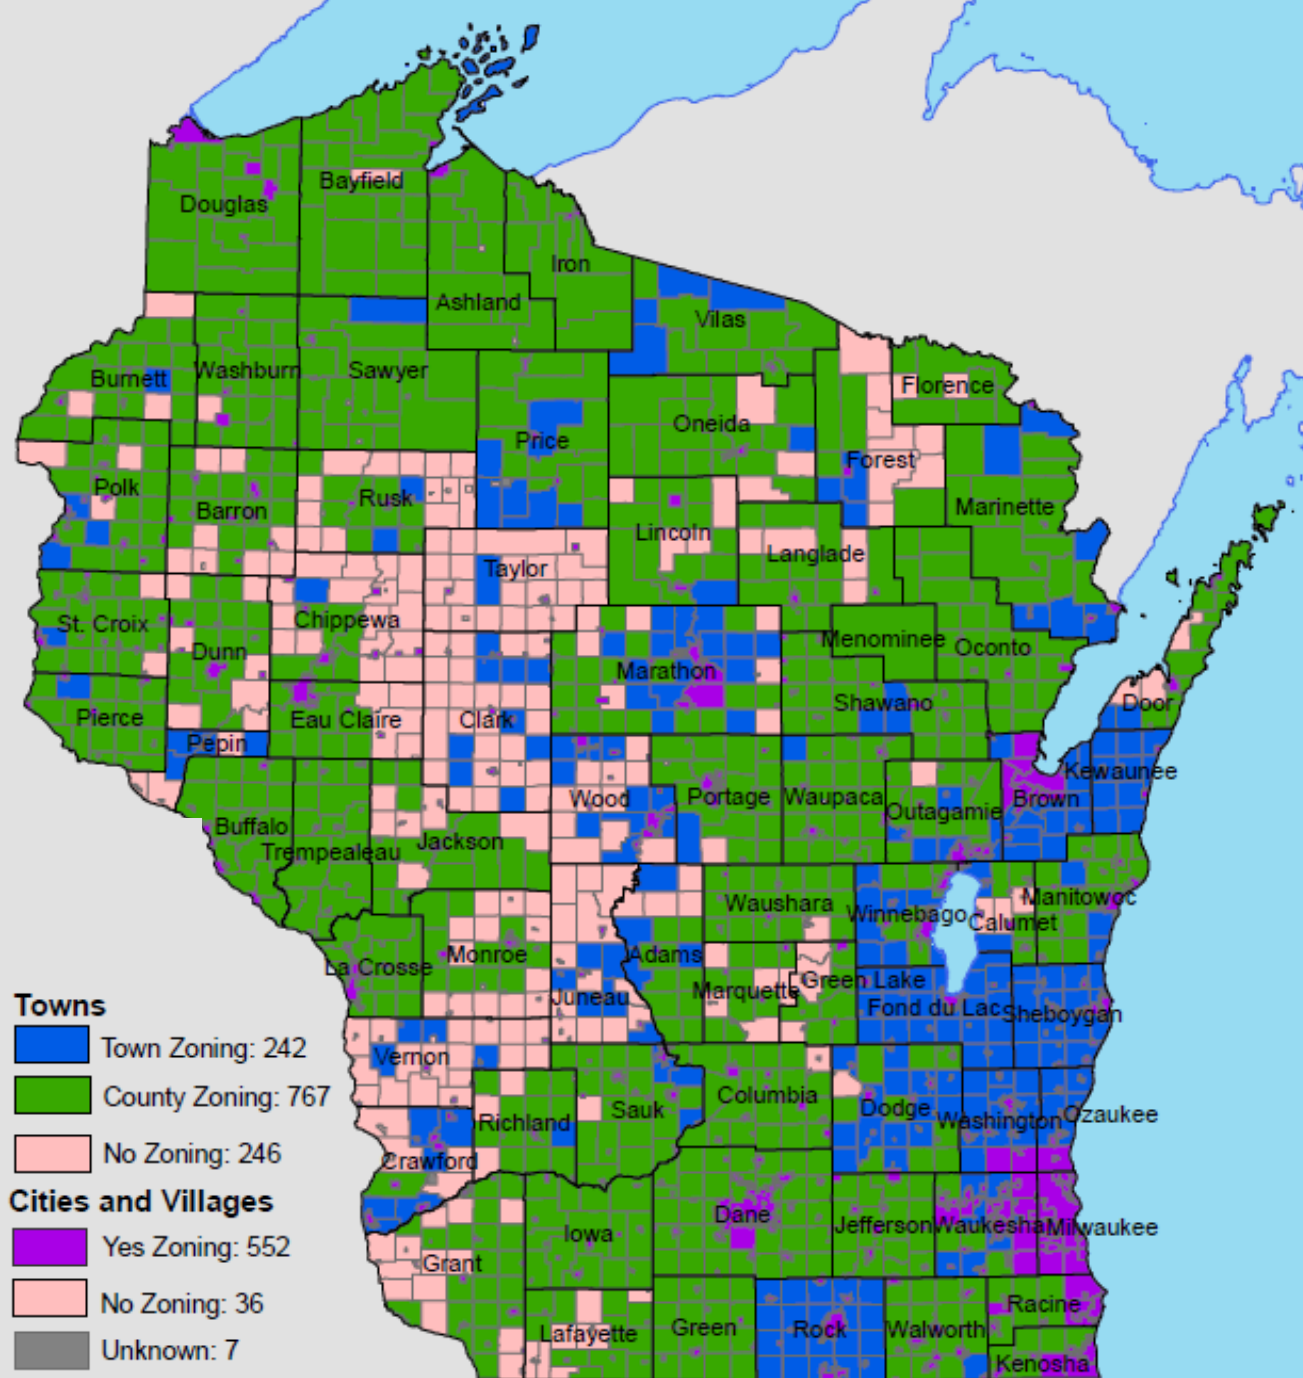 Douglas
Bayfield
Iron
Ashland
Vilas
Burnett
Washburn
Sawyer
Florence
Oneida
Price
Forest
Polk
Rusk
Barron
Marinette
Lincoln
Langlade
Taylor
St. Croix
Chippewa
Menominee
Oconto
Dunn
Marathon
Shawano
Door
Pierce
Eau Claire
Clark
Pepin
Kewaunee
Wood
Portage
Waupaca
Outagamie
Brown
Buffalo
Jackson
Trempealeau
Waushara
Winnebago
Manitowoc
Calumet
Monroe
Adams
La Crosse
Marquette
Green Lake
Juneau
Fond du Lac
Sheboygan
Vernon
Columbia
Dodge
Sauk
Richland
Washington
Ozaukee
Crawford
Dane
Jefferson
Waukesha
Milwaukee
Iowa
Grant
Racine
Lafayette
Green
Rock
Walworth
Kenosha
Towns
Town Zoning: 242
County Zoning: 767
No Zoning: 246
Cities and Villages
Yes Zoning: 552
No Zoning: 36
Unknown: 7